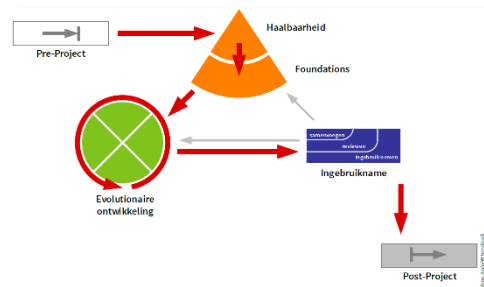 Haalbaarheid
Pre-Project
Foundations
samenvoegen
Reviewen
Ingebruiknemen
Ingebruikname
Evolutionaire
ontwikkeling
Post-Project